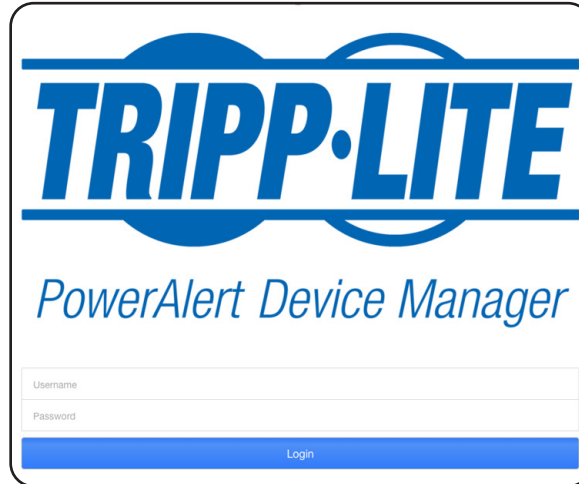 TRIPP·LITE
PowerAlert Device Manager
Username
Password
Login